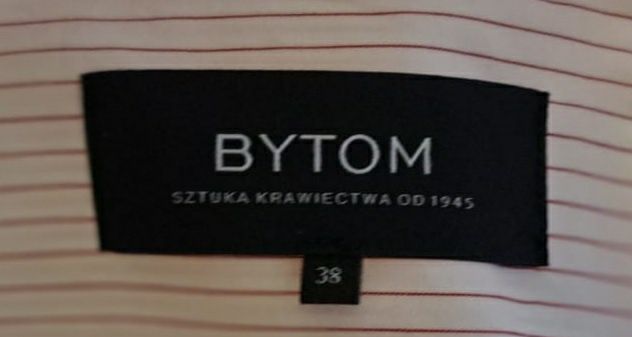 BYTOM
SZTUKA KRAWIECTWA OD 1945
38